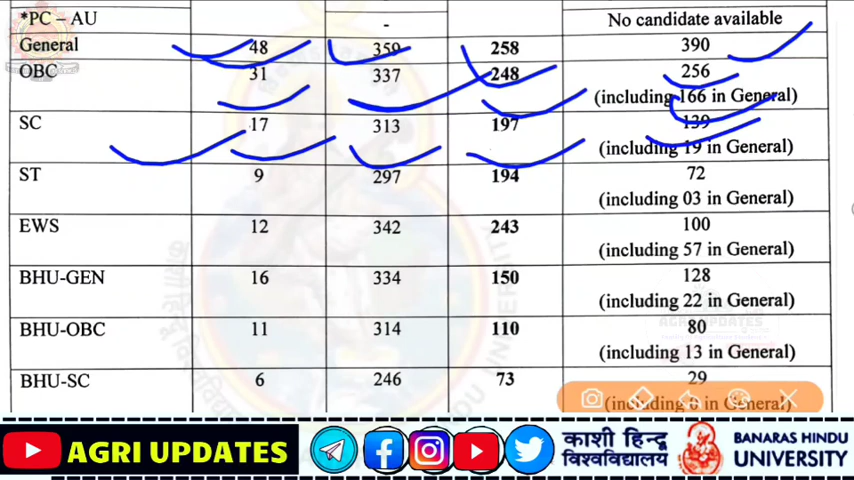 *PC – AU - No candidate available
General 48 359 258 390
OBC 31 337 248 256
(including 166 in General)
SC 17 313 197 139
(including 19 in General)
ST 9 297 194 72
(including 03 in General)
EWS 12 342 243 100
(including 57 in General)
BHU-GEN 16 334 150 128
(including 22 in General)
BHU-OBC 11 314 110 80
(including 13 in General)
BHU-SC 6 246 73 29
(including in General)
AGRI UPDATES
काशी हिन्दू
विश्वविद्यालय
BANARAS HINDU
UNIVERSITY